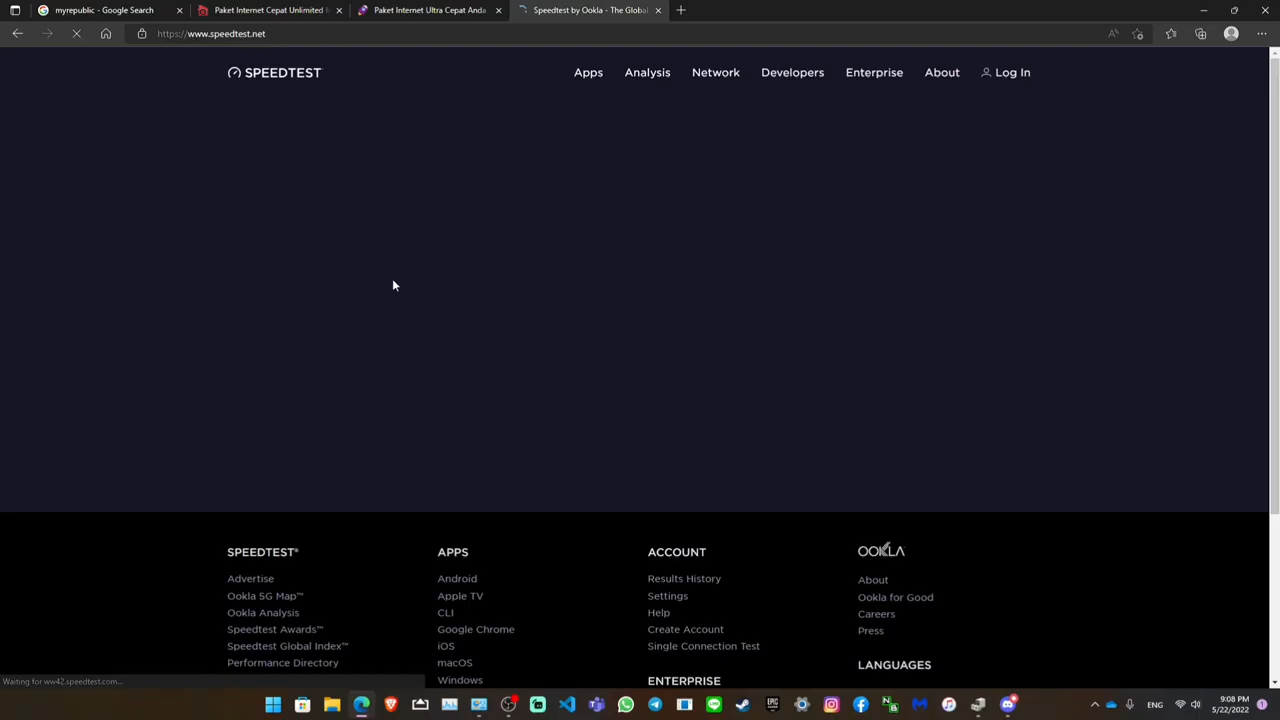 myrepublic - Google Search
Paket Internet Cepat Unlimited
Paket Internet Ultra Cepat Anda
Speedtest by Ookla - The Global
https://www.speedtest.net
SPEEDTEST
Apps
Analysis
Network
Developers
Enterprise
About
Log In
SPEEDTEST®
Advertise
Ookla 5G Map™
Ookla Analysis
Speedtest Awards™
Speedtest Global Index™
Performance Directory
APPS
Android
Apple TV
CLI
Google Chrome
iOS
macOS
Windows
ACCOUNT
Results History
Settings
Help
Create Account
Single Connection Test
ENTERPRISE
OOKLA
About
Ookla for Good
Careers
Press
LANGUAGES
Waiting for ww42.speedtest.com...
EPIC
ENG
9:08 PM
5/22/2022